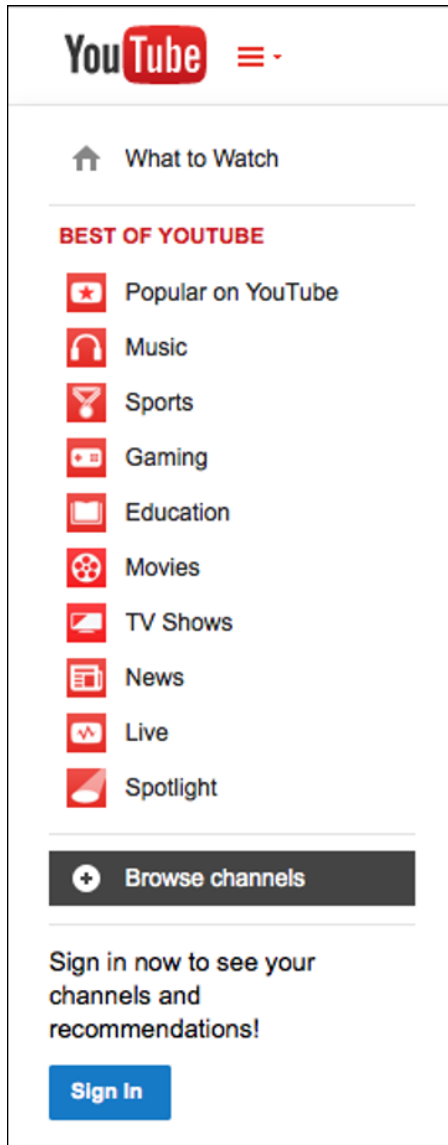 YouTube
What to Watch
BEST OF YOUTUBE
Popular on YouTube
Music
Sports
Gaming
Education
Movies
TV Shows
News
Live
Spotlight
Browse channels
Sign in now to see your
channels and
recommendations!
Sign In